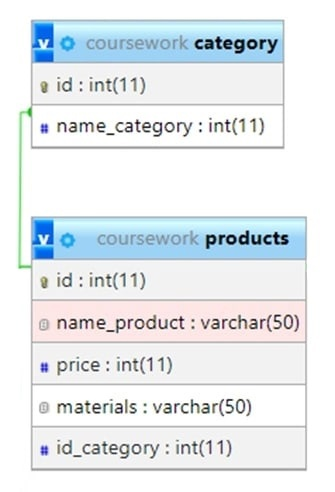 v coursework category
id : int(11)
# name_category : int(11)
v coursework products
id : int(11)
name_product : varchar(50)
# price : int(11)
materials : varchar(50)
# id_category : int(11)